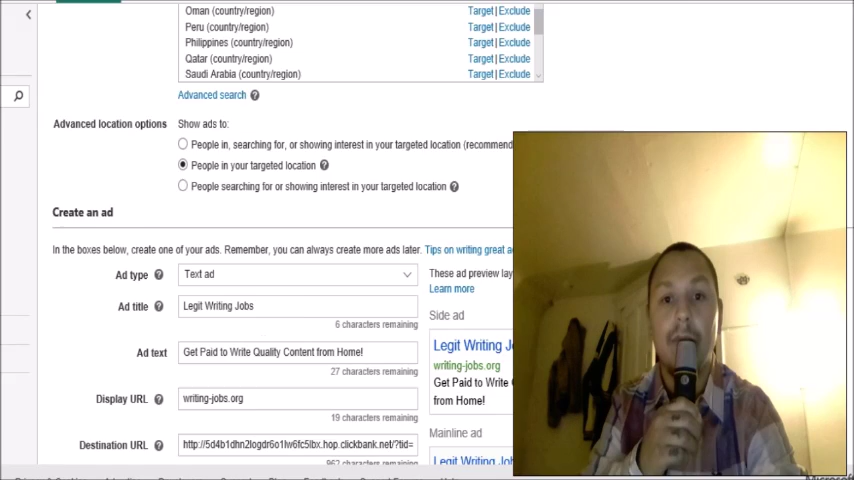 Oman (country/region) Target | Exclude
Peru (country/region) Target | Exclude
Philippines (country/region) Target | Exclude
Qatar (country/region) Target | Exclude
Saudi Arabia (country/region) Target | Exclude
Advanced search
Advanced location options Show ads to:
People in, searching for, or showing interest in your targeted location (recommend
People in your targeted location
People searching for or showing interest in your targeted location
Create an ad
In the boxes below, create one of your ads. Remember, you can always create more ads later. Tips on writing great a
Ad type Text ad These ad preview lay
Learn more
Ad title Legit Writing Jobs
6 characters remaining
Side ad
Ad text Get Paid to Write Quality Content from Home!
27 characters remaining
Legit Writing J
writing-jobs.org
Get Paid to Write
from Home!
Display URL writing-jobs.org
19 characters remaining
Mainline ad
Destination URL http://5d4b1dhn2logdr6o1lw6fc5lbx.hop.clickbank.net/?tid=
962 characters remaining
Legit Writing Jo